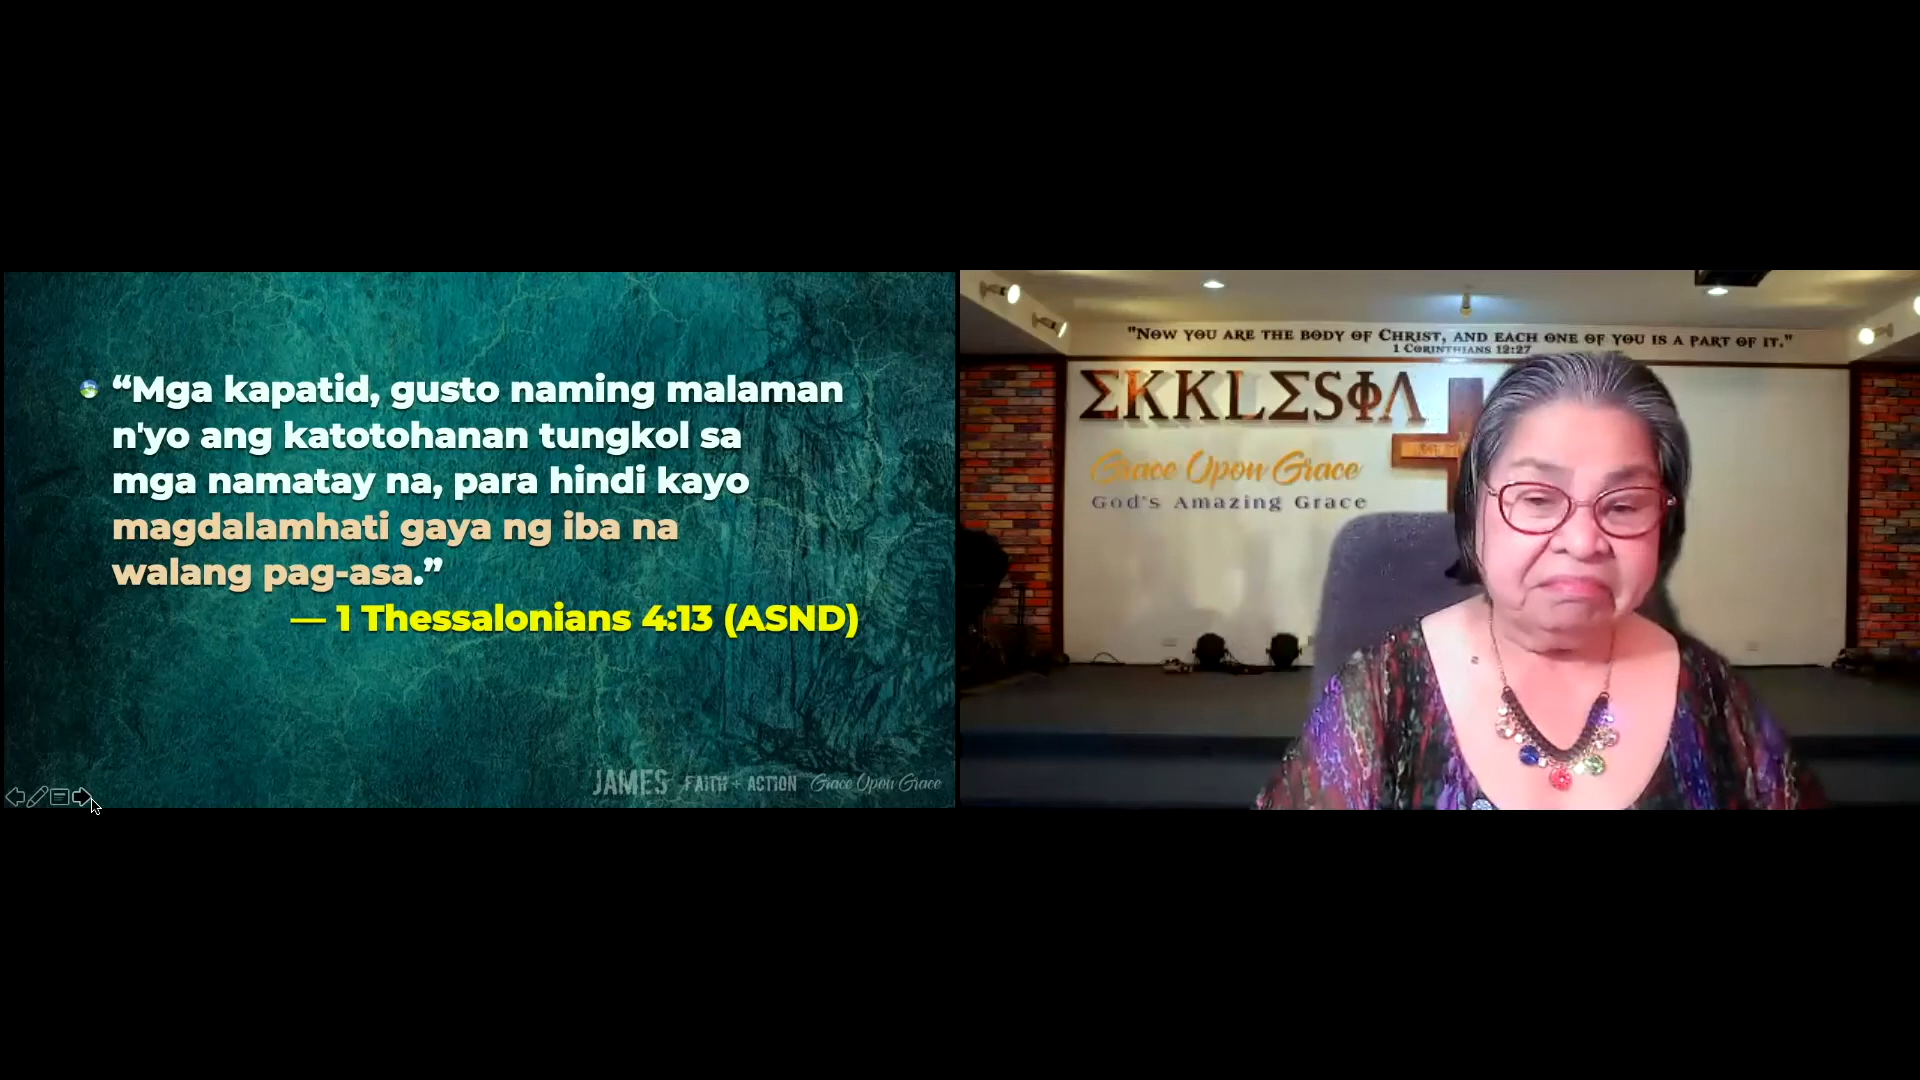 “Mga kapatid, gusto naming malaman
n'yo ang katotohanan tungkol sa
mga namatay na, para hindi kayo
magdalamhati gaya ng iba na
walang pag-asa.”
— 1 Thessalonians 4:13 (ASND)
JAMES FAITH + ACTION Grace Upon Grace
"Now you are the body of Christ, and each one of you is a part of it."
1 Corinthians 12:27
ΣKKLΣSIΛ
Grace Upon Grace
God's Amazing Grace